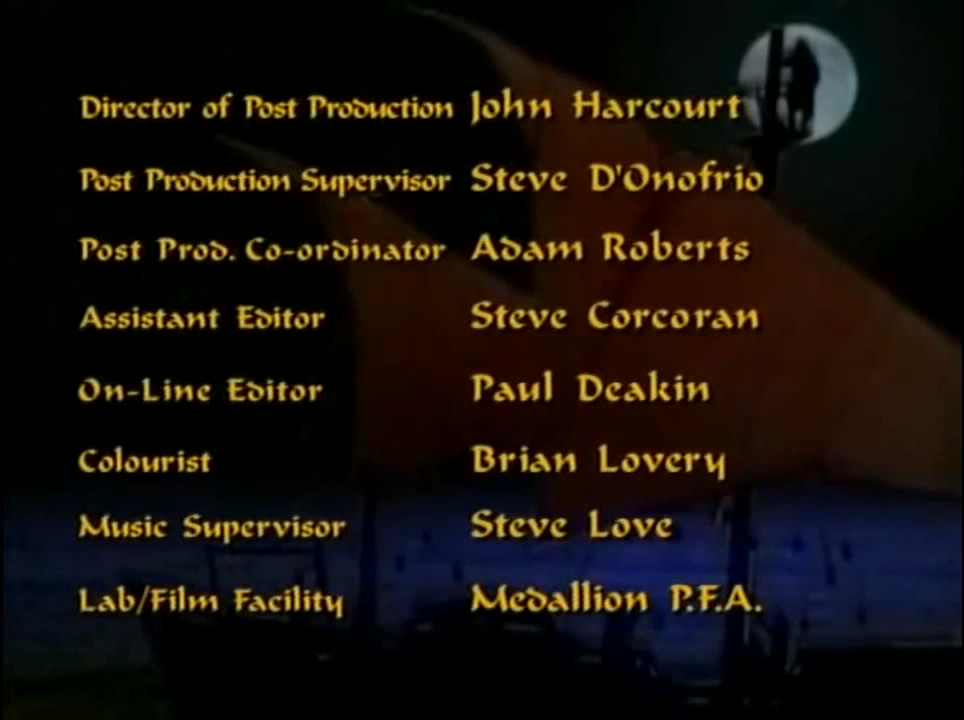 Director of Post Production John Harcourt
Post Production Supervisor Steve D'Onofrio
Post Prod. Co-ordinator Adam Roberts
Assistant Editor Steve Corcoran
On-Line Editor Paul Deakin
Colourist Brian Lovery
Music Supervisor Steve Love
Lab/Film Facility Medallion P.F.A.